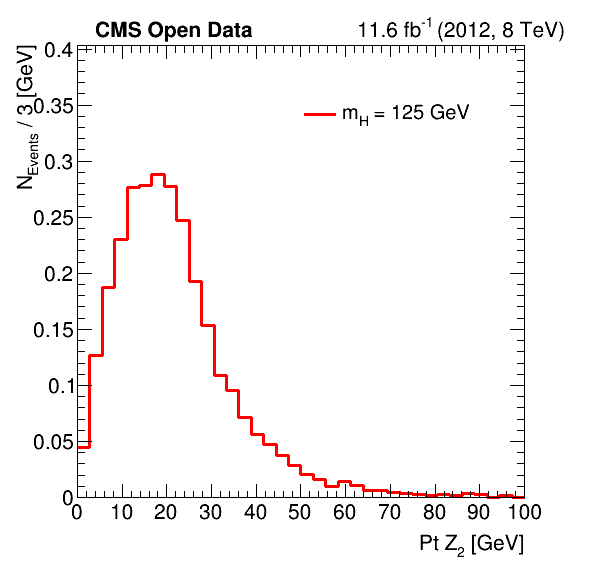 CMS Open Data 11.6 fb⁻¹ (2012, 8 TeV)
N_Events / 3 [GeV]
0.4
0.35
0.3
0.25
0.2
0.15
0.1
0.05
0
m_H = 125 GeV
0 10 20 30 40 50 60 70 80 90 100
Pt Z₂ [GeV]